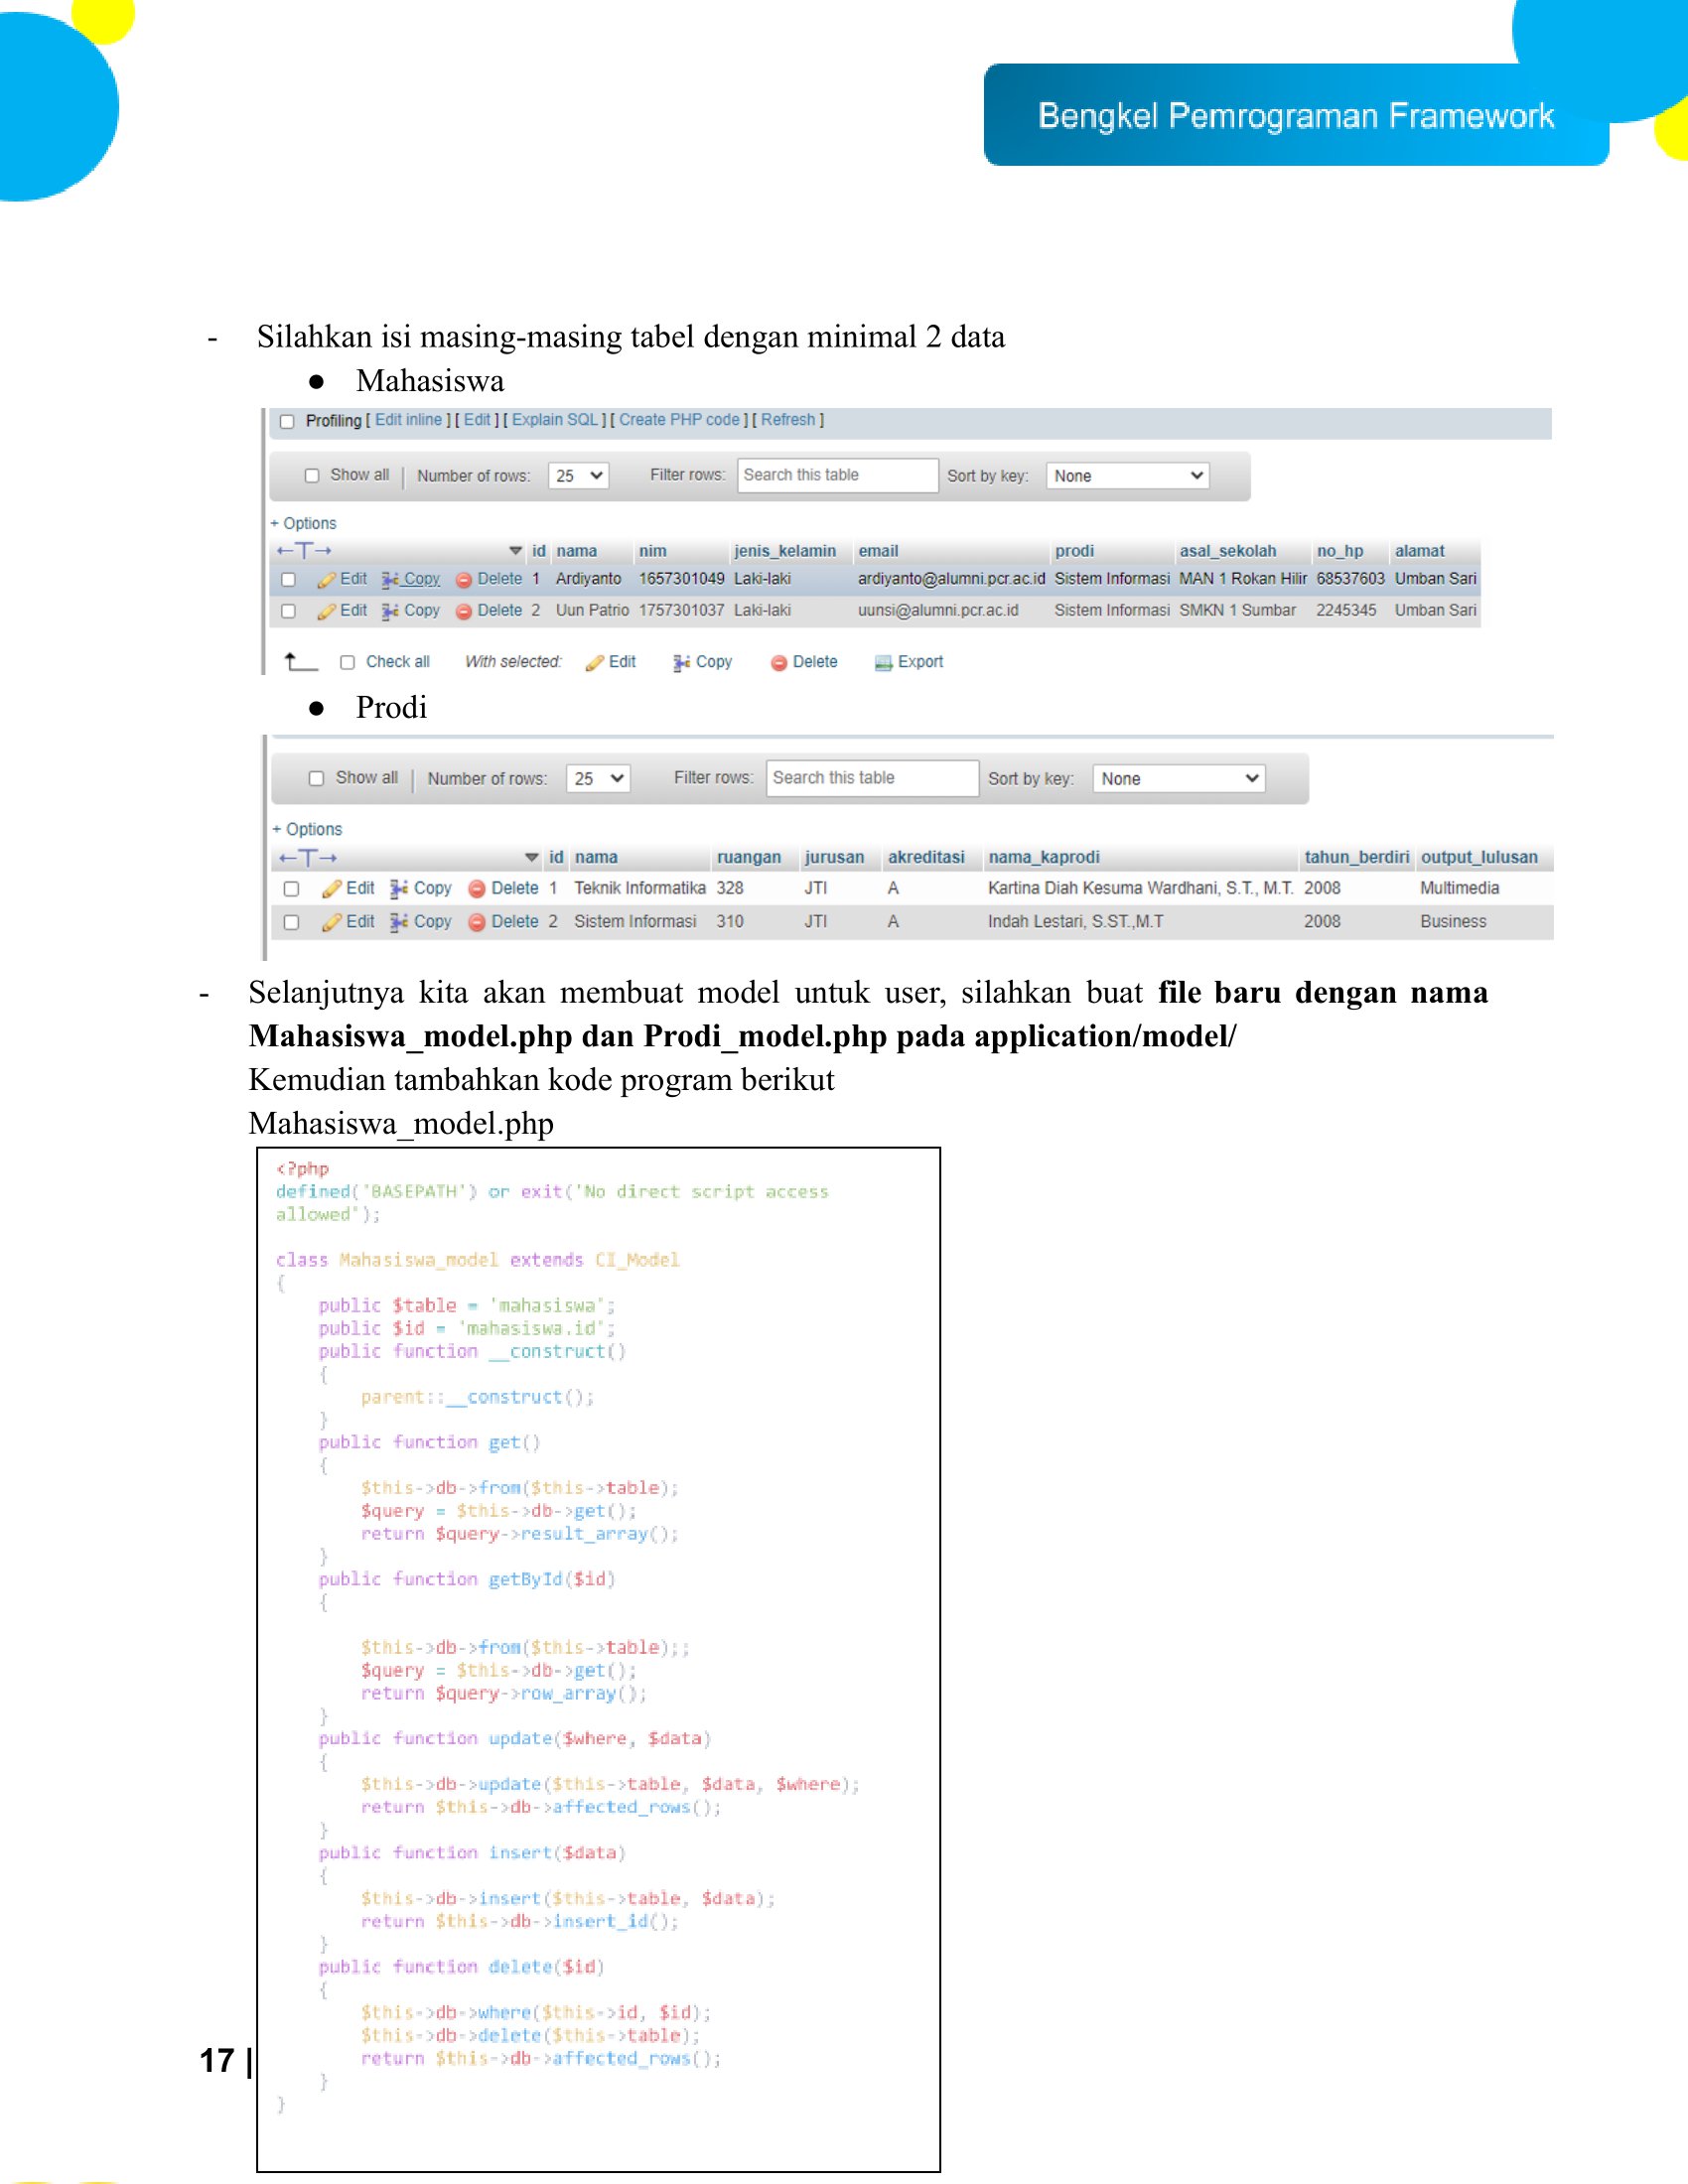 Bengkel Pemrograman Framework
- Silahkan isi masing-masing tabel dengan minimal 2 data
● Mahasiswa
Profiling [ Edit inline ] [ Edit ] [ Explain SQL ] [ Create PHP code ] [ Refresh ]
Show all | Number of rows: 25 Filter rows: Search this table Sort by key: None
+ Options
←T→ id nama nim jenis_kelamin email prodi asal_sekolah no_hp alamat
Edit Copy Delete 1 Ardiyanto 1657301049 Laki-laki ardiyanto@alumni.pcr.ac.id Sistem Informasi MAN 1 Rokan Hilir 68537603 Umban Sari
Edit Copy Delete 2 Uun Patrio 1757301037 Laki-laki uunsi@alumni.pcr.ac.id Sistem Informasi SMKN 1 Sumbar 2245345 Umban Sari
Check all With selected: Edit Copy Delete Export
● Prodi
Show all | Number of rows: 25 Filter rows: Search this table Sort by key: None
+ Options
←T→ id nama ruangan jurusan akreditasi nama_kaprodi tahun_berdiri output_lulusan
Edit Copy Delete 1 Teknik Informatika 328 JTI A Kartina Diah Kesuma Wardhani, S.T., M.T. 2008 Multimedia
Edit Copy Delete 2 Sistem Informasi 310 JTI A Indah Lestari, S.ST.,M.T 2008 Business
- Selanjutnya kita akan membuat model untuk user, silahkan buat file baru dengan nama
Mahasiswa_model.php dan Prodi_model.php pada application/model/
Kemudian tambahkan kode program berikut
Mahasiswa_model.php
<?php
defined('BASEPATH') or exit('No direct script access
allowed');
class Mahasiswa_model extends CI_Model
{
public $table = 'mahasiswa';
public $id = 'mahasiswa.id';
public function __construct()
{
parent::__construct();
}
public function get()
{
$this->db->from($this->table);
$query = $this->db->get();
return $query->result_array();
}
public function getById($id)
{
$this->db->from($this->table);;
$query = $this->db->get();
return $query->row_array();
}
public function update($where, $data)
{
$this->db->update($this->table, $data, $where);
return $this->db->affected_rows();
}
public function insert($data)
{
$this->db->insert($this->table, $data);
return $this->db->insert_id();
}
public function delete($id)
{
$this->db->where($this->id, $id);
$this->db->delete($this->table);
return $this->db->affected_rows();
}
}
17 |